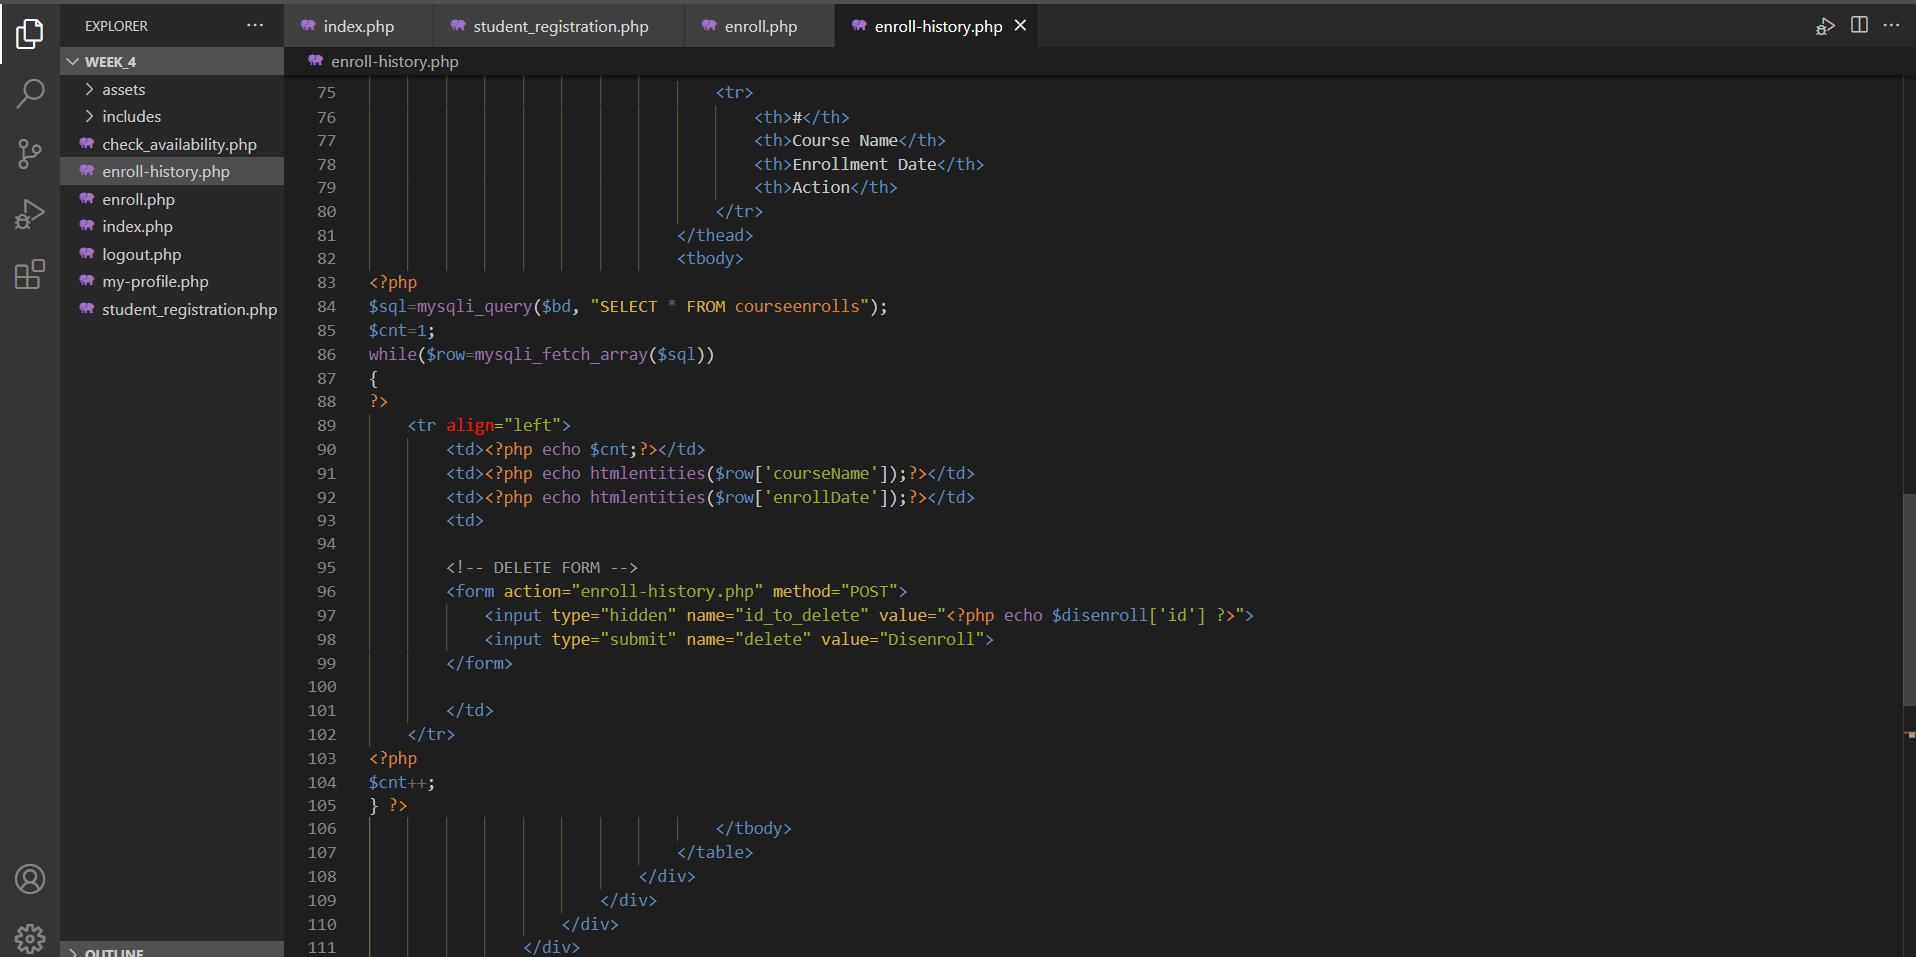 EXPLORER
WEEK_4
assets
includes
check_availability.php
enroll-history.php
enroll.php
index.php
logout.php
my-profile.php
student_registration.php
OUTLINE
index.php
student_registration.php
enroll.php
enroll-history.php
enroll-history.php
75 <tr>
76 <th>#</th>
77 <th>Course Name</th>
78 <th>Enrollment Date</th>
79 <th>Action</th>
80 </tr>
81 </thead>
82 <tbody>
83 <?php
84 $sql=mysqli_query($bd, "SELECT * FROM courseenrolls");
85 $cnt=1;
86 while($row=mysqli_fetch_array($sql))
87 {
88 ?>
89 <tr align="left">
90 <td><?php echo $cnt;?></td>
91 <td><?php echo htmlentities($row['courseName']);?></td>
92 <td><?php echo htmlentities($row['enrollDate']);?></td>
93 <td>
94
95 <!-- DELETE FORM -->
96 <form action="enroll-history.php" method="POST">
97 <input type="hidden" name="id_to_delete" value="<?php echo $disenroll['id'] ?>">
98 <input type="submit" name="delete" value="Disenroll">
99 </form>
100
101 </td>
102 </tr>
103 <?php
104 $cnt++;
105 } ?>
106 </tbody>
107 </table>
108 </div>
109 </div>
110 </div>
111 </div>